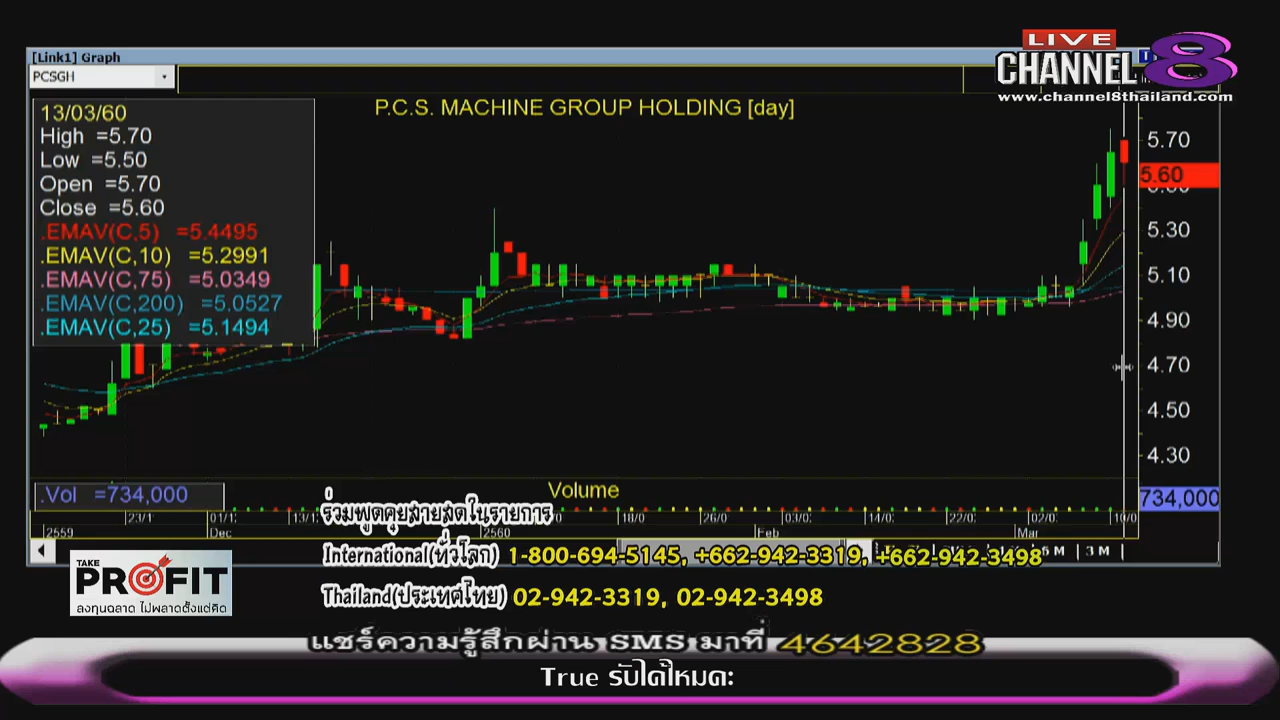 [Link1] Graph
LIVE
CHANNEL 8
www.channel8thailand.com
PCSGH
P.C.S. MACHINE GROUP HOLDING [day]
13/03/60
High =5.70
Low =5.50
Open =5.70
Close =5.60
.EMAV(C,5) =5.4495
.EMAV(C,10) =5.2991
.EMAV(C,75) =5.0349
.EMAV(C,200) =5.0527
.EMAV(C,25) =5.1494
5.70
5.60
5.30
5.10
4.90
4.70
4.50
4.30
.Vol =734,000
Volume
734,000
23/1 01/1 13/1 18/0 26/0 03/0 14/0 22/0 02/0 10/0
2559 Dec 2560 Feb Mar
ร่วมพูดคุยสายสดในรายการ
International(ทั่วโลก) 1-800-694-5145, +662-942-3319, +662-942-3498
3 M
Thailand(ประเทศไทย) 02-942-3319, 02-942-3498
TAKE
PROFIT
ลงทุนฉลาด ไม่พลาดตั้งแต่คิด
แชร์ความรู้สึกผ่าน SMS มาที่ 4642828
True รับได้ไหมคะ